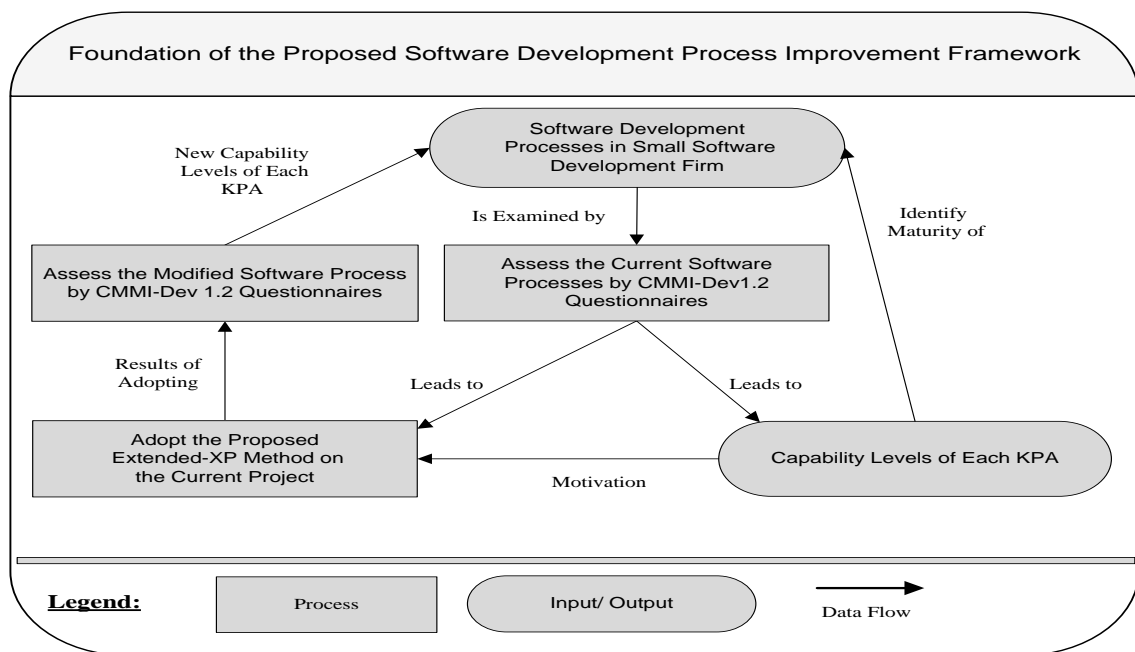 Foundation of the Proposed Software Development Process Improvement Framework
Software Development
Processes in Small Software
Development Firm
New Capability
Levels of Each
KPA
Is Examined by
Identify
Maturity of
Assess the Modified Software Process
by CMMI-Dev 1.2 Questionnaires
Assess the Current Software
Processes by CMMI-Dev1.2
Questionnaires
Results of
Adopting
Leads to
Leads to
Adopt the Proposed
Extended-XP Method on
the Current Project
Motivation
Capability Levels of Each KPA
Legend:
Process
Input/ Output
Data Flow